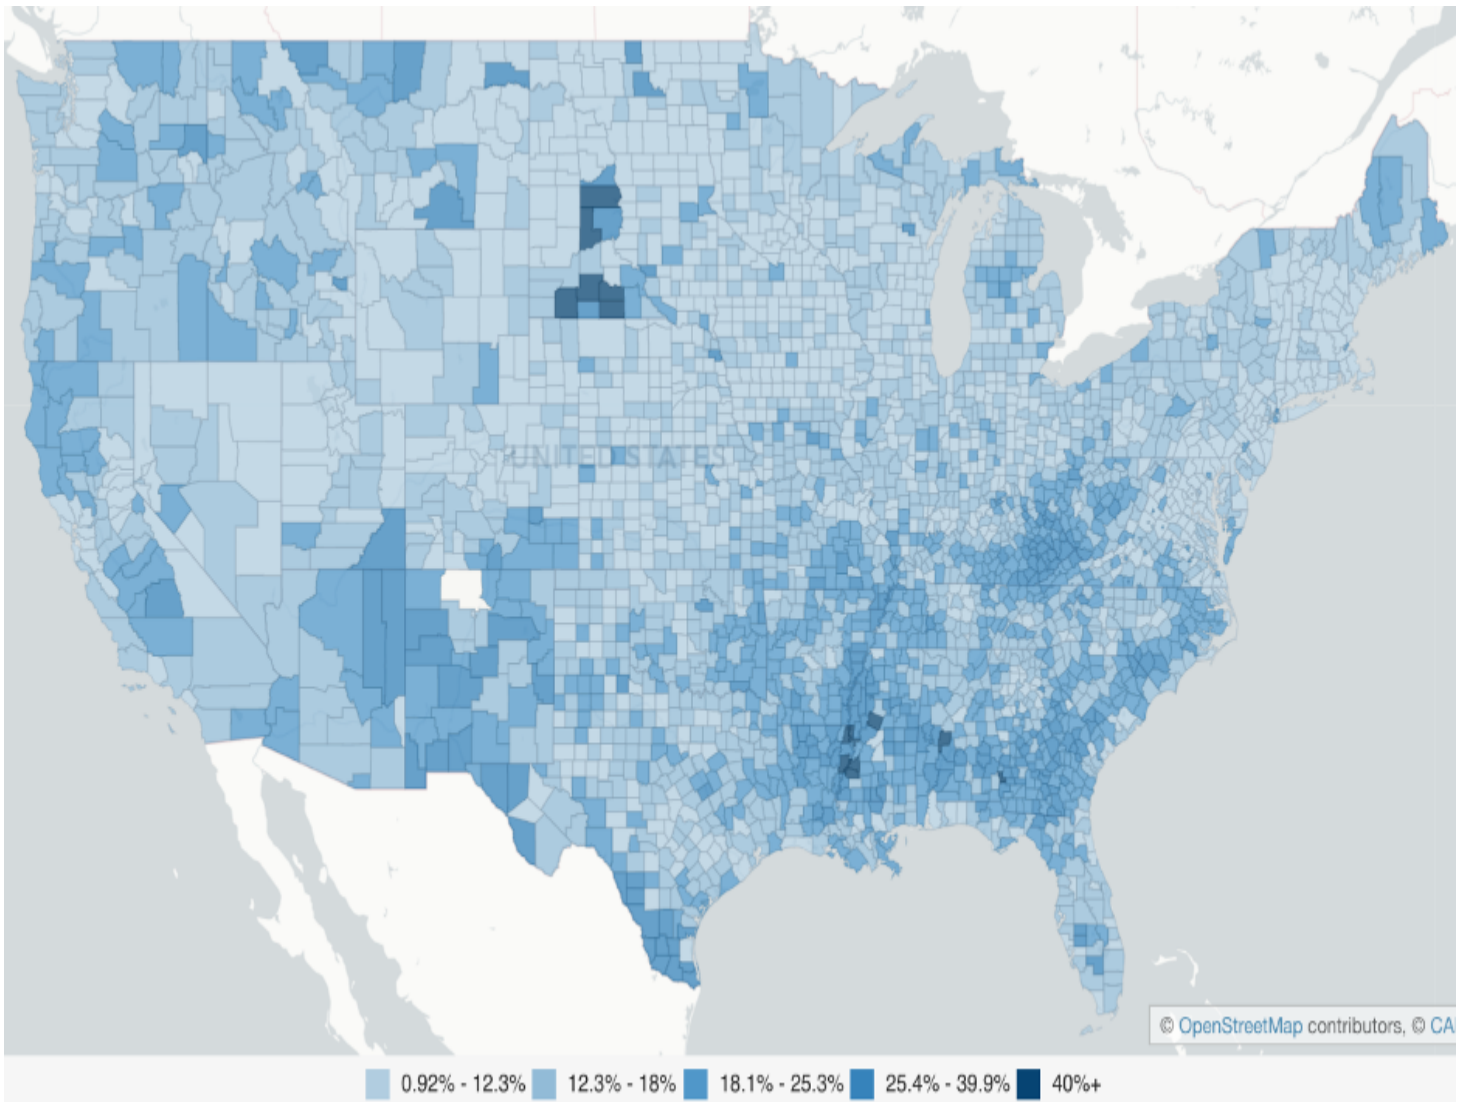 UNITED STATES
© OpenStreetMap contributors, © CA
0.92% - 12.3% 12.3% - 18% 18.1% - 25.3% 25.4% - 39.9% 40%+